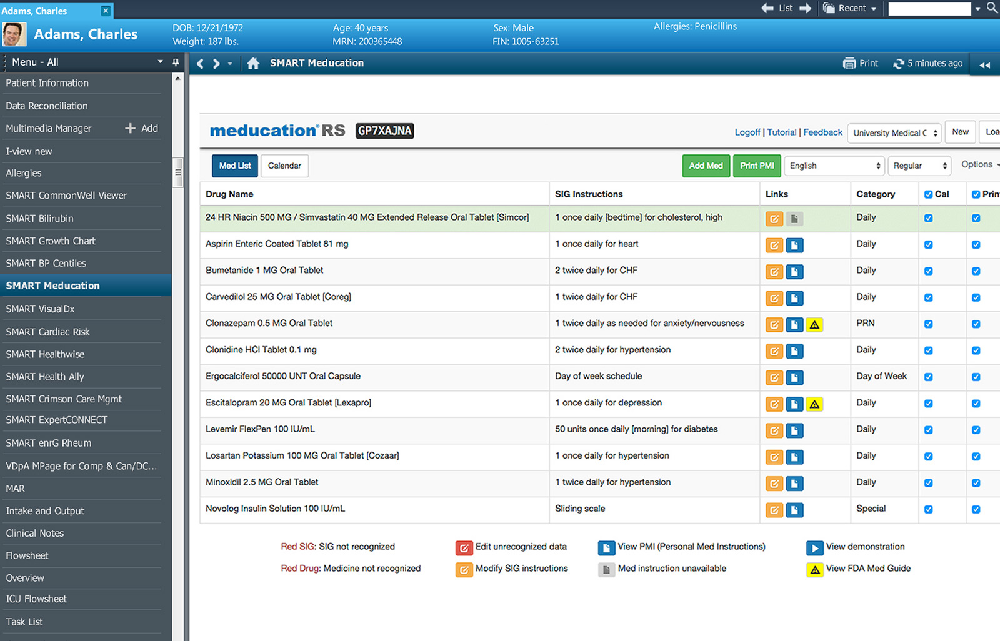 Adams, Charles
List
Recent
Adams, Charles
DOB: 12/21/1972
Age: 40 years
Sex: Male
Allergies: Penicillins
Weight: 187 lbs.
MRN: 200365448
FIN: 1005-63251
Menu - All
SMART Meducation
Print
5 minutes ago
Patient Information
Data Reconciliation
Multimedia Manager
Add
I-view new
Allergies
SMART CommonWell Viewer
SMART Bilirubin
SMART Growth Chart
SMART BP Centiles
SMART Meducation
SMART VisualDx
SMART Cardiac Risk
SMART Healthwise
SMART Health Ally
SMART Crimson Care Mgmt
SMART ExpertCONNECT
SMART enrG Rheum
VDpA MPage for Comp & Can/DC...
MAR
Intake and Output
Clinical Notes
Flowsheet
Overview
ICU Flowsheet
Task List
meducation® RS GP7XAJNA
Logoff | Tutorial | Feedback
University Medical C
New
Loa
Med List
Calendar
Add Med
Print PMI
English
Regular
Options
Drug Name SIG Instructions Links Category Cal Prin
24 HR Niacin 500 MG / Simvastatin 40 MG Extended Release Oral Tablet [Simcor] 1 once daily [bedtime] for cholesterol, high Daily
Aspirin Enteric Coated Tablet 81 mg 1 once daily for heart Daily
Bumetanide 1 MG Oral Tablet 2 twice daily for CHF Daily
Carvedilol 25 MG Oral Tablet [Coreg] 1 twice daily for CHF Daily
Clonazepam 0.5 MG Oral Tablet 1 twice daily as needed for anxiety/nervousness PRN
Clonidine HCl Tablet 0.1 mg 2 twice daily for hypertension Daily
Ergocalciferol 50000 UNT Oral Capsule Day of week schedule Day of Week
Escitalopram 20 MG Oral Tablet [Lexapro] 1 once daily for depression Daily
Levemir FlexPen 100 IU/mL 50 units once daily [morning] for diabetes Daily
Losartan Potassium 100 MG Oral Tablet [Cozaar] 1 once daily for hypertension Daily
Minoxidil 2.5 MG Oral Tablet 1 twice daily for hypertension Daily
Novolog Insulin Solution 100 IU/mL Sliding scale Special
Red SIG: SIG not recognized
Edit unrecognized data
View PMI (Personal Med Instructions)
View demonstration
Red Drug: Medicine not recognized
Modify SIG instructions
Med instruction unavailable
View FDA Med Guide